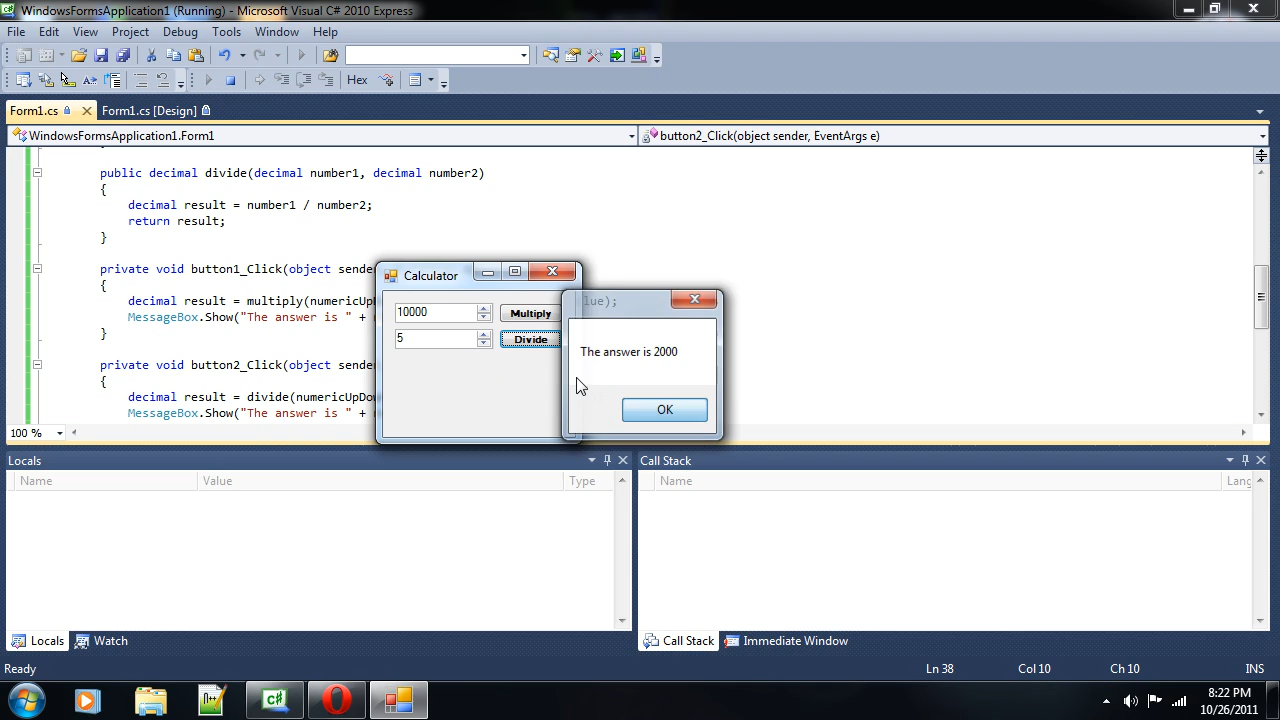 WindowsFormsApplication1 (Running) - Microsoft Visual C# 2010 Express
File Edit View Project Debug Tools Window Help
Hex
Form1.cs Form1.cs [Design]
WindowsFormsApplication1.Form1 button2_Click(object sender, EventArgs e)
public decimal divide(decimal number1, decimal number2)
{
decimal result = number1 / number2;
return result;
}
private void button1_Click(object sende
{
decimal result = multiply(numericUpD lue);
MessageBox.Show("The answer is " +
}
private void button2_Click(object sende
{
decimal result = divide(numericUpDo
MessageBox.Show("The answer is " +
Calculator
10000 Multiply
5 Divide
The answer is 2000
OK
100 %
Locals Call Stack
Name Value Type Name Lang
Locals Watch Call Stack Immediate Window
Ready Ln 38 Col 10 Ch 10 INS
8:22 PM
10/26/2011